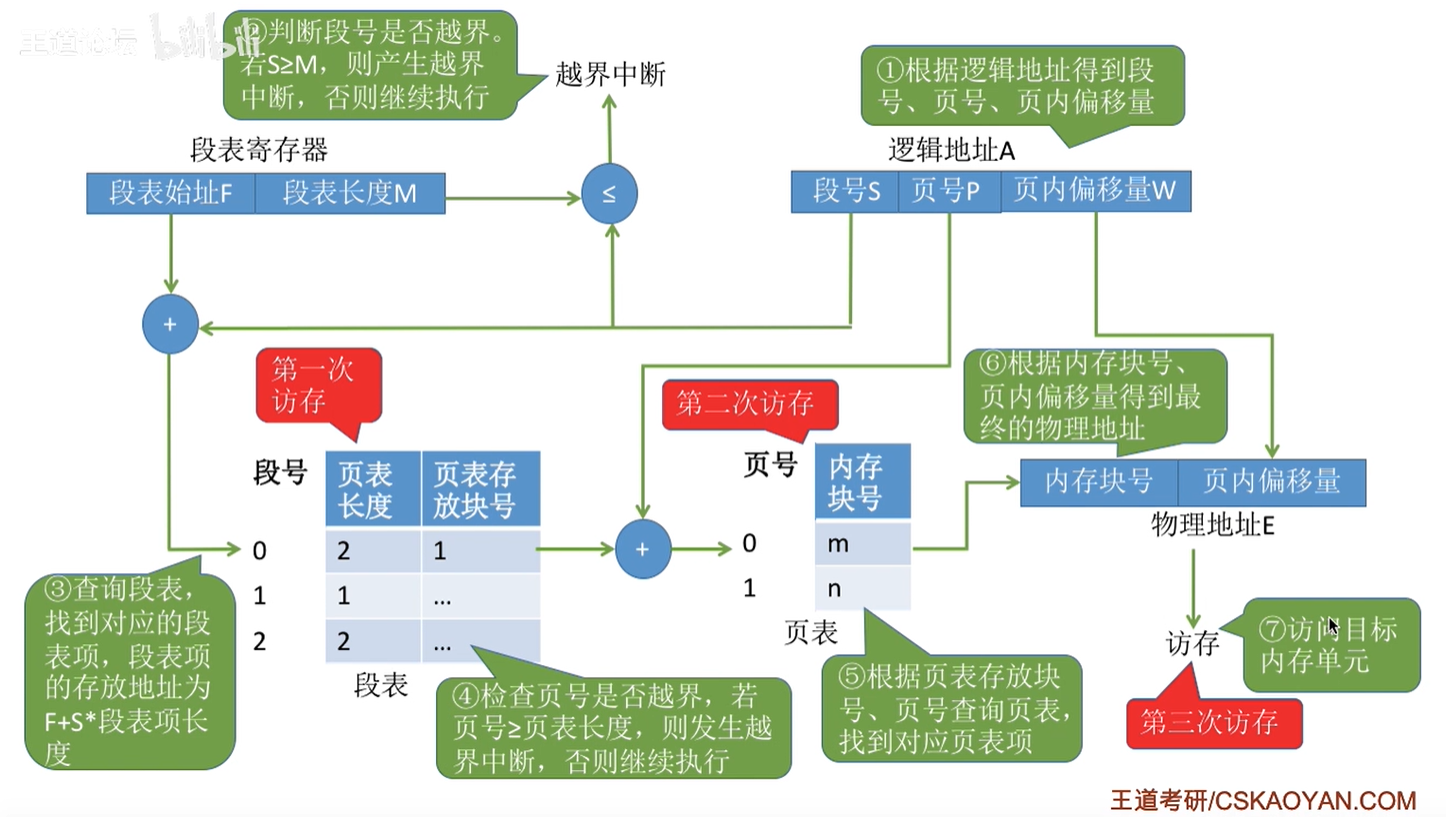 王道论坛 bilibili
②判断段号是否越界。
若S≥M，则产生越界
中断，否则继续执行
越界中断
①根据逻辑地址得到段
号、页号、页内偏移量
段表寄存器
逻辑地址A
段表始址F 段表长度M
≤
段号S 页号P 页内偏移量W
+
第一次
访存
第二次访存
⑥根据内存块号、
页内偏移量得到最
终的物理地址
段号 页表
长度 页表存
放块号
页号 内存
块号
内存块号 页内偏移量
物理地址E
0 2 1
1 1 ...
2 2 ...
段表
+
0 m
1 n
页表
③查询段表，
找到对应的段
表项，段表项
的存放地址为
F+S*段表项长
度
④检查页号是否越界，若
页号≥页表长度，则发生越
界中断，否则继续执行
⑤根据页表存放块
号、页号查询页表，
找到对应页表项
访存
⑦访问目标
内存单元
第三次访存
王道考研/CSKAOYAN.COM